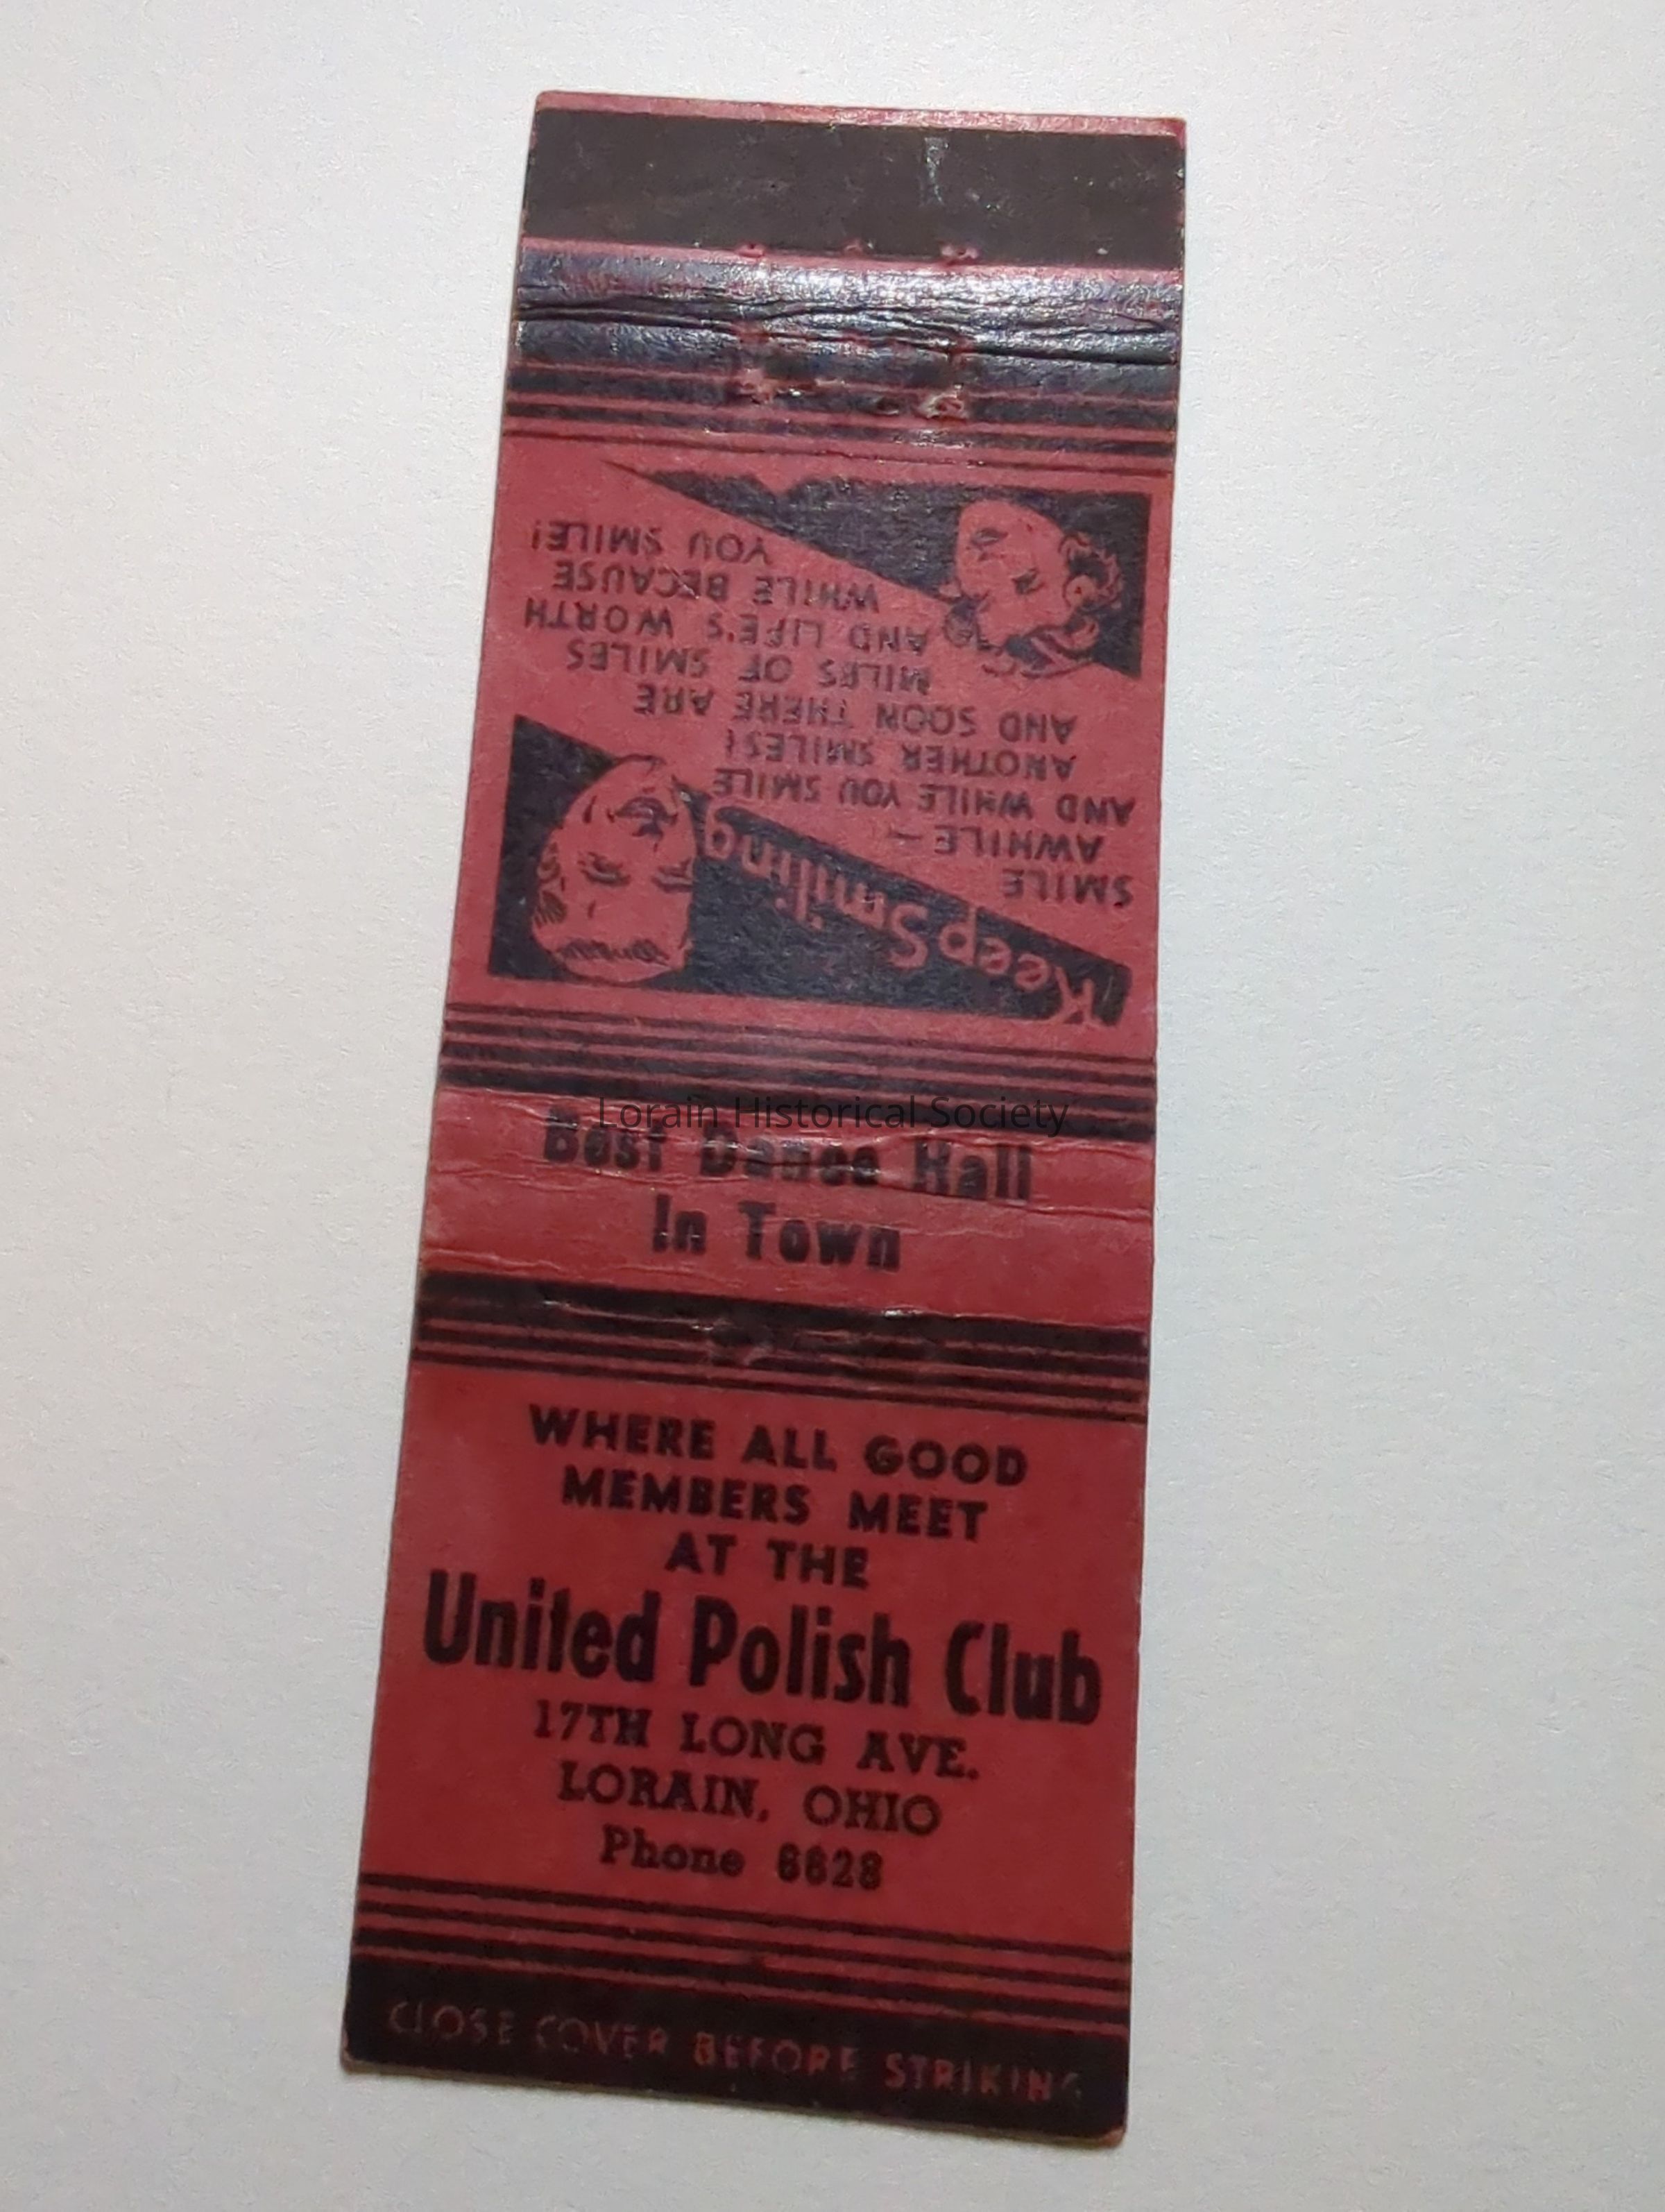 Keep Smiling
SMILE
AWHILE —
AND WHILE YOU SMILE
ANOTHER SMILES!
AND SOON THERE ARE
MILES OF SMILES
AND LIFE'S WORTH
WHILE BECAUSE
YOU SMILE!
Lorain Historical Society
Best Dance Hall
In Town
WHERE ALL GOOD
MEMBERS MEET
AT THE
United Polish Club
17TH LONG AVE.
LORAIN, OHIO
Phone 6628
CLOSE COVER BEFORE STRIKING